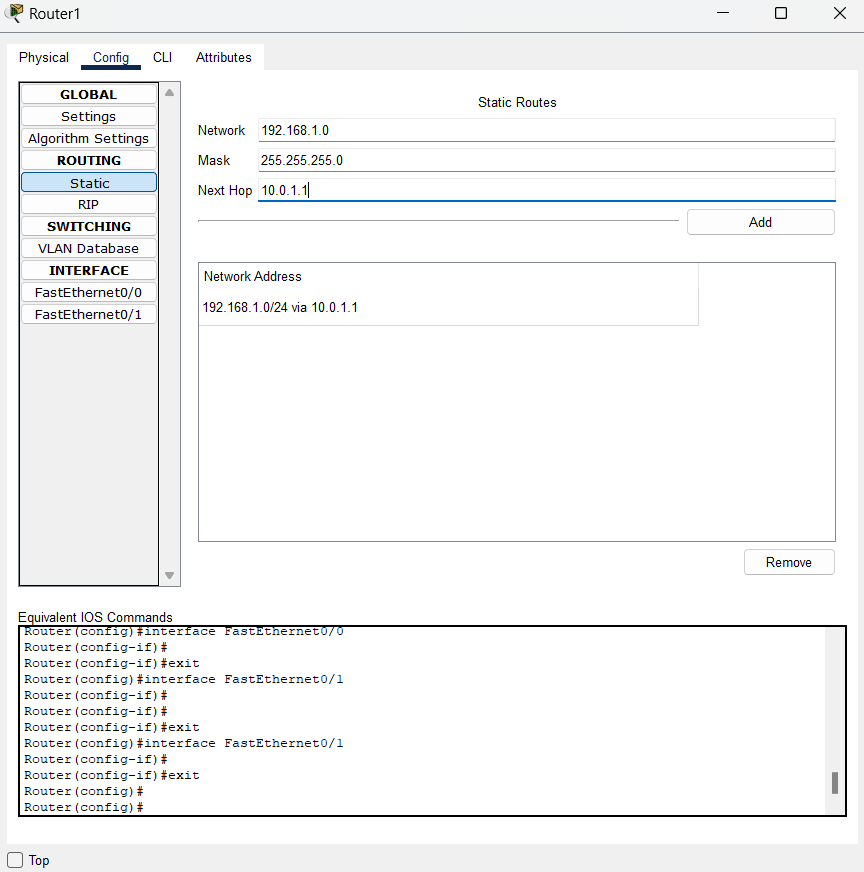 Router1
Physical Config CLI Attributes
GLOBAL
Settings
Algorithm Settings
ROUTING
Static
RIP
SWITCHING
VLAN Database
INTERFACE
FastEthernet0/0
FastEthernet0/1
Static Routes
Network 192.168.1.0
Mask 255.255.255.0
Next Hop 10.0.1.1
Add
Network Address
192.168.1.0/24 via 10.0.1.1
Remove
Equivalent IOS Commands
Router(config)#interface FastEthernet0/0
Router(config-if)#
Router(config-if)#exit
Router(config)#interface FastEthernet0/1
Router(config-if)#
Router(config-if)#
Router(config-if)#exit
Router(config)#interface FastEthernet0/1
Router(config-if)#
Router(config-if)#exit
Router(config)#
Router(config)#
Top